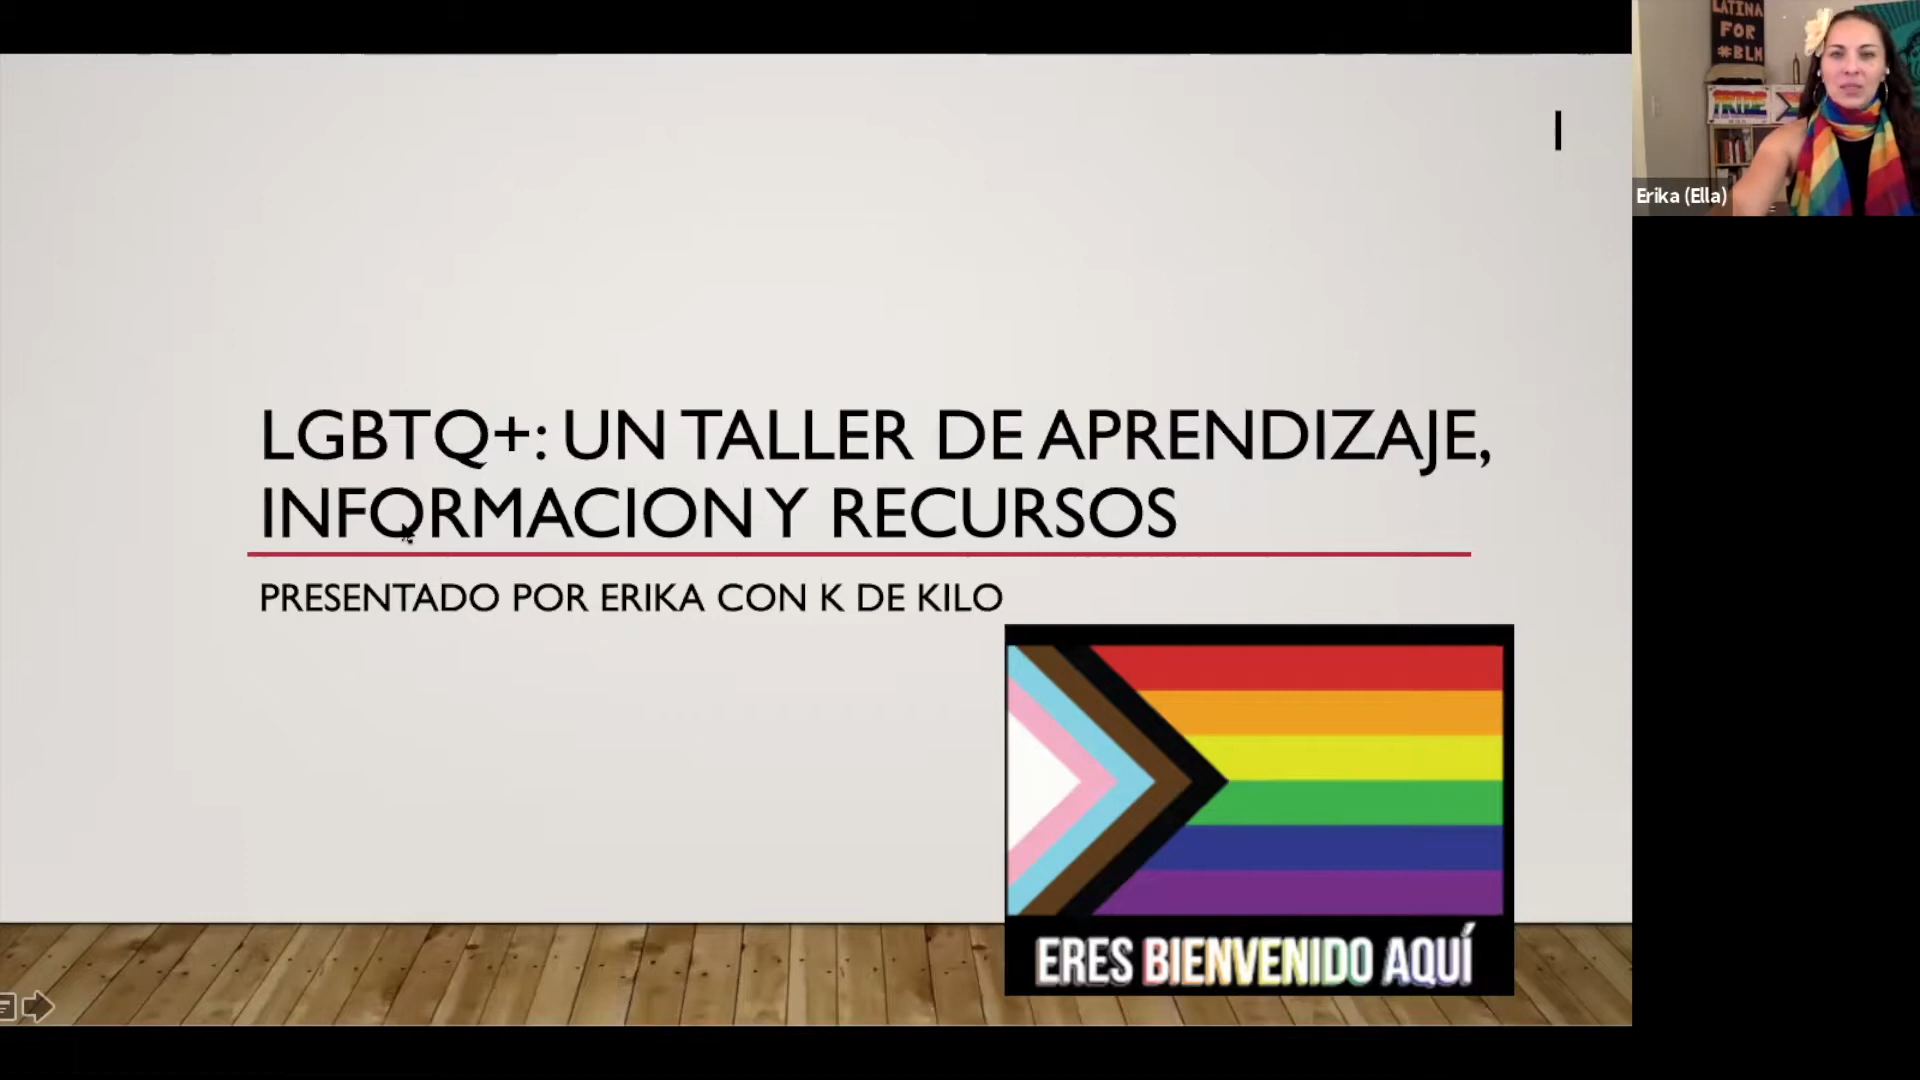 LGBTQ+: UN TALLER DE APRENDIZAJE,
INFORMACION Y RECURSOS
PRESENTADO POR ERIKA CON K DE KILO
ERES BIENVENIDO AQUÍ
LATINA
FOR
#BLM
PRIDE
Erika (Ella)